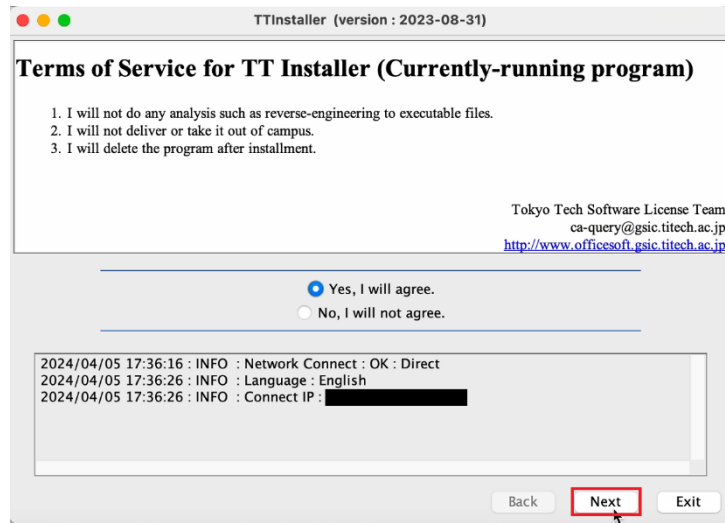 TTInstaller (version : 2023-08-31)
Terms of Service for TT Installer (Currently-running program)
1. I will not do any analysis such as reverse-engineering to executable files.
2. I will not deliver or take it out of campus.
3. I will delete the program after installment.
Tokyo Tech Software License Team
ca-query@gsic.titech.ac.jp
http://www.officesoft.gsic.titech.ac.jp
Yes, I will agree.
No, I will not agree.
2024/04/05 17:36:16 : INFO : Network Connect : OK : Direct
2024/04/05 17:36:26 : INFO : Language : English
2024/04/05 17:36:26 : INFO : Connect IP :
Back Next Exit